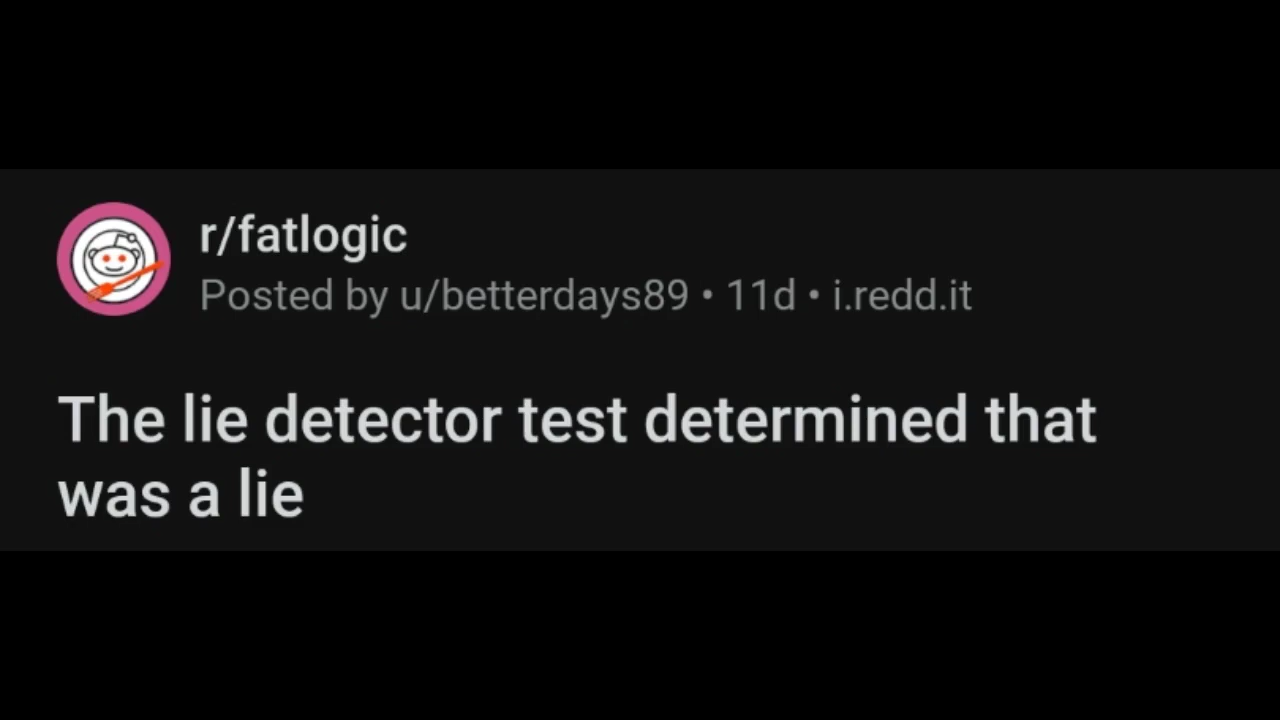 r/fatlogic
Posted by u/betterdays89 • 11d • i.redd.it
The lie detector test determined that
was a lie